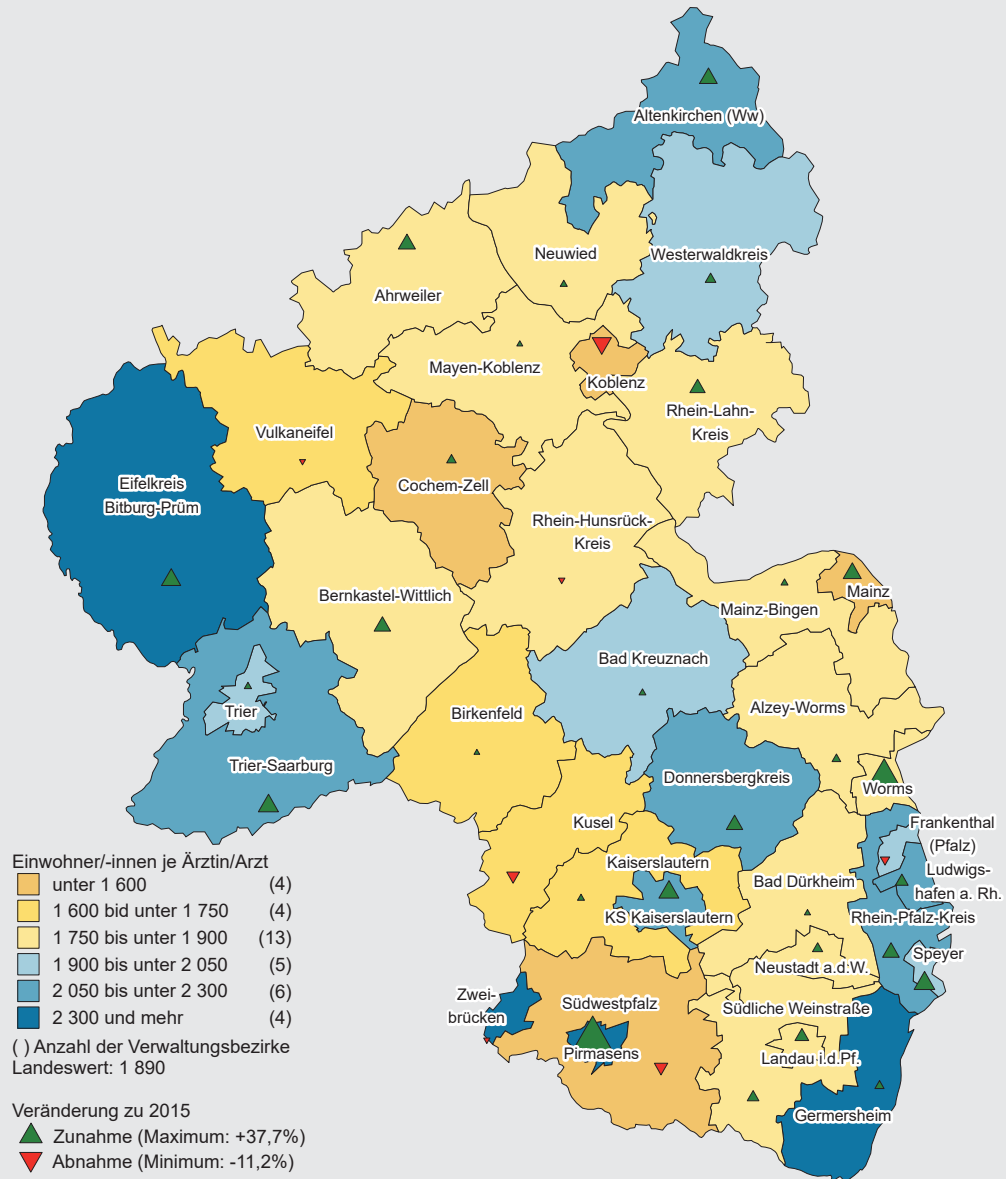 Altenkirchen (Ww)
Neuwied
Westerwaldkreis
Ahrweiler
Mayen-Koblenz
Koblenz
Rhein-Lahn-
Kreis
Vulkaneifel
Cochem-Zell
Eifelkreis
Bitburg-Prüm
Rhein-Hunsrück-
Kreis
Bernkastel-Wittlich
Mainz
Mainz-Bingen
Bad Kreuznach
Trier
Birkenfeld
Alzey-Worms
Trier-Saarburg
Donnersbergkreis
Worms
Kusel
Frankenthal
(Pfalz)
Ludwigs-
hafen a. Rh.
Kaiserslautern
Bad Dürkheim
KS Kaiserslautern
Rhein-Pfalz-Kreis
Speyer
Neustadt a.d.W.
Zwei-
brücken
Südwestpfalz
Südliche Weinstraße
Pirmasens
Landau i.d.Pf.
Germersheim
Einwohner/-innen je Ärztin/Arzt
unter 1 600 (4)
1 600 bid unter 1 750 (4)
1 750 bis unter 1 900 (13)
1 900 bis unter 2 050 (5)
2 050 bis unter 2 300 (6)
2 300 und mehr (4)
( ) Anzahl der Verwaltungsbezirke
Landeswert: 1 890
Veränderung zu 2015
Zunahme (Maximum: +37,7%)
Abnahme (Minimum: -11,2%)